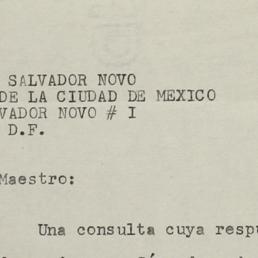 SALVADOR NOVO
DE LA CIUDAD DE MEXICO
VADOR NOVO # I
D.F.
Maestro:
Una consulta cuya respu